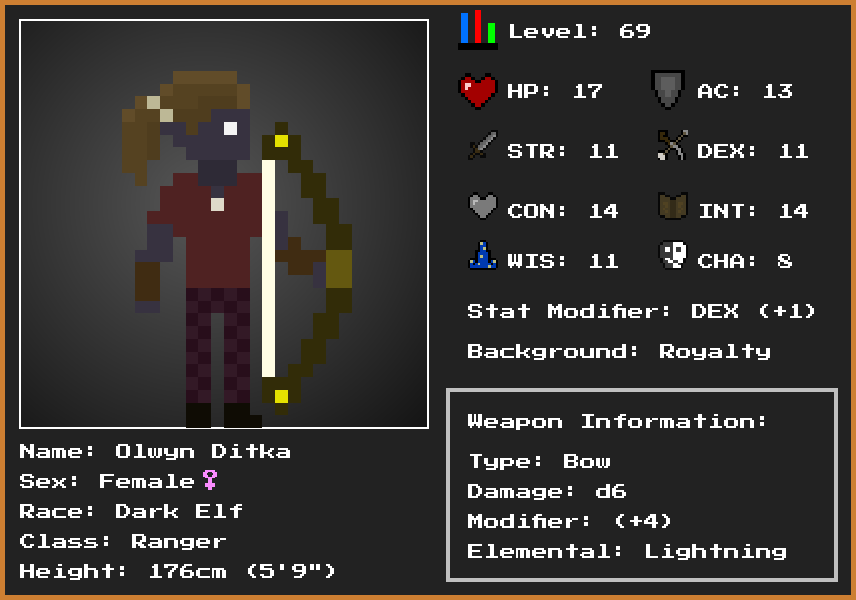 Level: 69
HP: 17
AC: 13
STR: 11
DEX: 11
CON: 14
INT: 14
WIS: 11
CHA: 8
Stat Modifier: DEX (+1)
Background: Royalty
Name: Olwyn Ditka
Sex: Female♀
Race: Dark Elf
Class: Ranger
Height: 176cm (5'9")
Weapon Information:
Type: Bow
Damage: d6
Modifier: (+4)
Elemental: Lightning